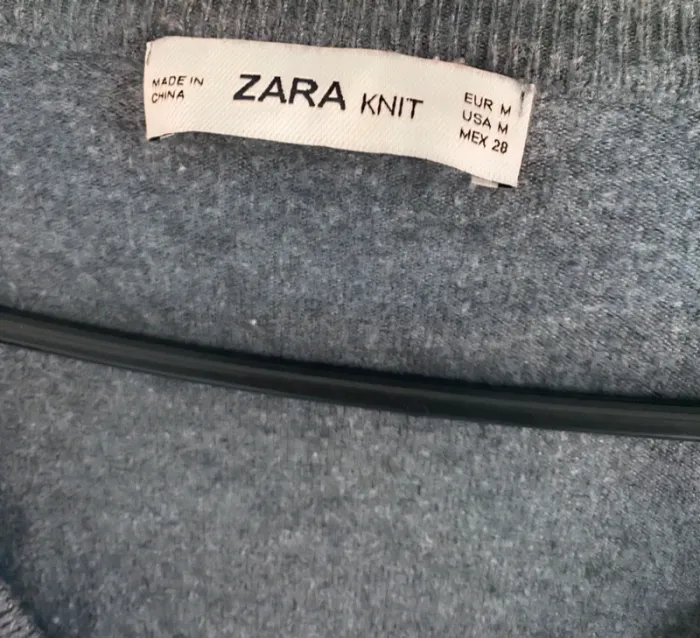 MADE IN
CHINA
ZARA KNIT
EUR M
USA M
MEX 28